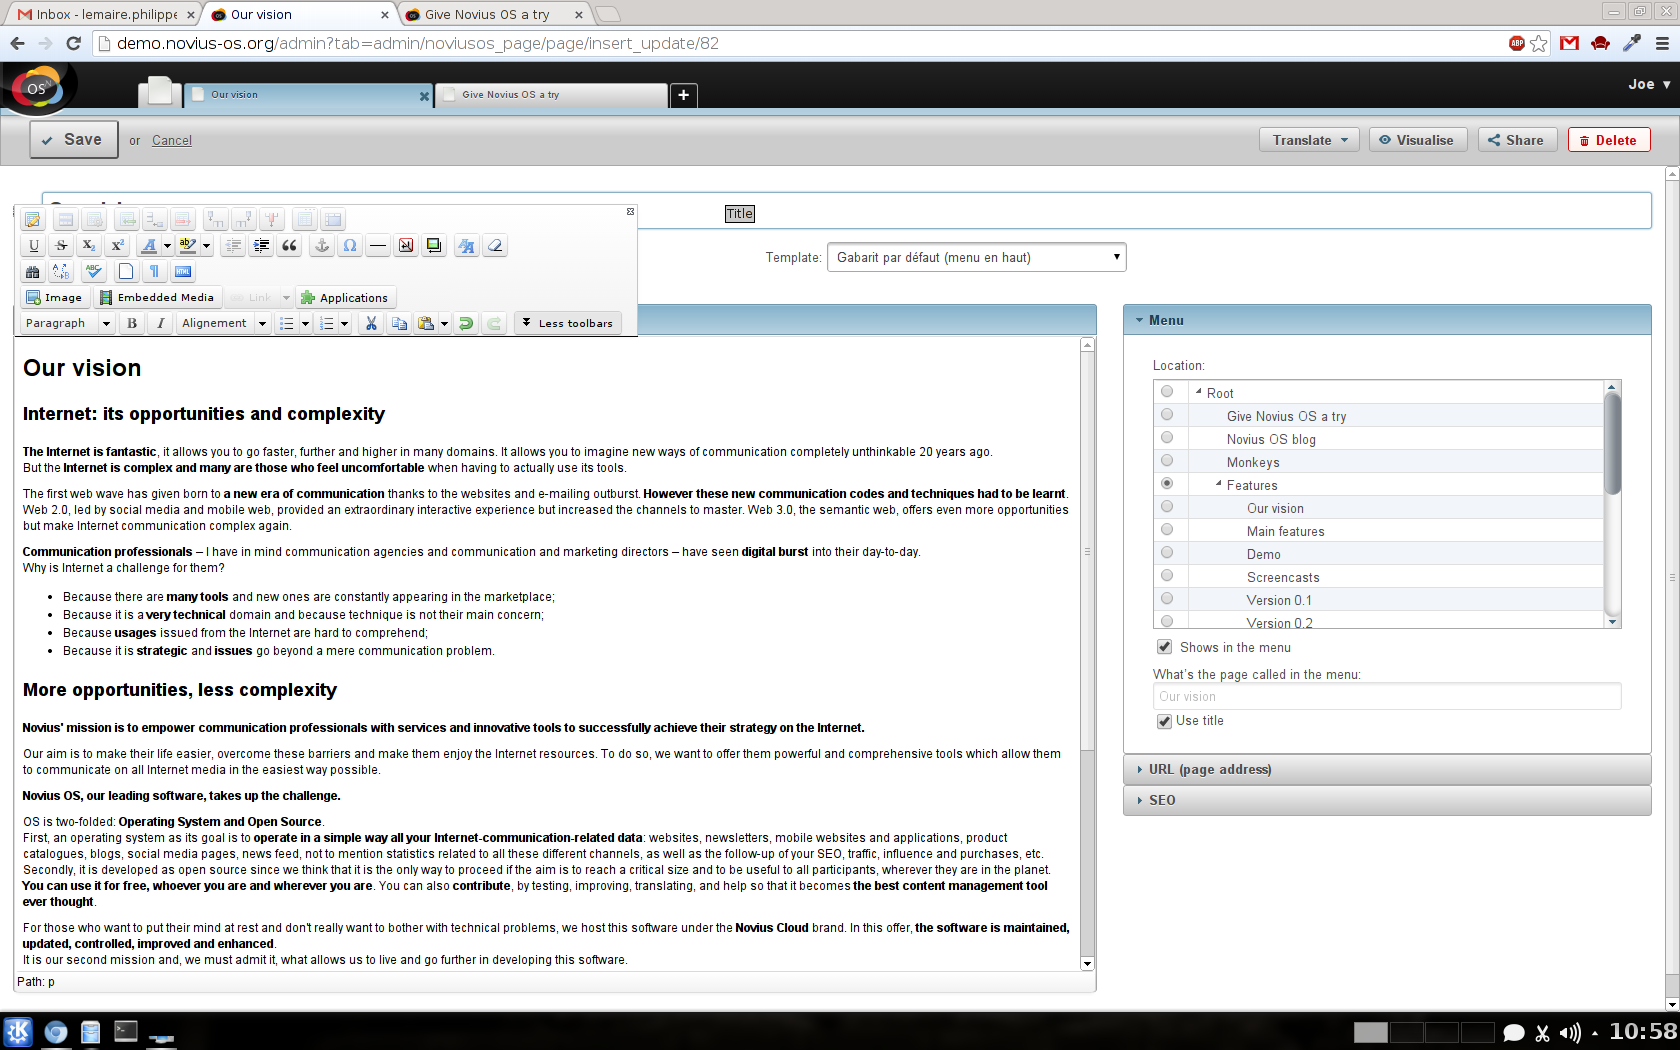 Inbox - lemaire.philippe
Our vision
Give Novius OS a try
demo.novius-os.org/admin?tab=admin/noviusos_page/page/insert_update/82
ABP
OS N
Our vision
Give Novius OS a try
+
Joe
Save or Cancel
Translate
Visualise
Share
Delete
Title
Template: Gabarit par défaut (menu en haut)
HTML
Image
Embedded Media
Link
Applications
Paragraph
B
I
Alignement
Less toolbars
Our vision
Internet: its opportunities and complexity
The Internet is fantastic, it allows you to go faster, further and higher in many domains. It allows you to imagine new ways of communication completely unthinkable 20 years ago.
But the Internet is complex and many are those who feel uncomfortable when having to actually use its tools.
The first web wave has given born to a new era of communication thanks to the websites and e-mailing outburst. However these new communication codes and techniques had to be learnt.
Web 2.0, led by social media and mobile web, provided an extraordinary interactive experience but increased the channels to master. Web 3.0, the semantic web, offers even more opportunities
but make Internet communication complex again.
Communication professionals – I have in mind communication agencies and communication and marketing directors – have seen digital burst into their day-to-day.
Why is Internet a challenge for them?
• Because there are many tools and new ones are constantly appearing in the marketplace;
• Because it is a very technical domain and because technique is not their main concern;
• Because usages issued from the Internet are hard to comprehend;
• Because it is strategic and issues go beyond a mere communication problem.
More opportunities, less complexity
Novius' mission is to empower communication professionals with services and innovative tools to successfully achieve their strategy on the Internet.
Our aim is to make their life easier, overcome these barriers and make them enjoy the Internet resources. To do so, we want to offer them powerful and comprehensive tools which allow them
to communicate on all Internet media in the easiest way possible.
Novius OS, our leading software, takes up the challenge.
OS is two-folded: Operating System and Open Source.
First, an operating system as its goal is to operate in a simple way all your Internet-communication-related data: websites, newsletters, mobile websites and applications, product
catalogues, blogs, social media pages, news feed, not to mention statistics related to all these different channels, as well as the follow-up of your SEO, traffic, influence and purchases, etc.
Secondly, it is developed as open source since we think that it is the only way to proceed if the aim is to reach a critical size and to be useful to all participants, wherever they are in the planet.
You can use it for free, whoever you are and wherever you are. You can also contribute, by testing, improving, translating, and help so that it becomes the best content management tool
ever thought.
For those who want to put their mind at rest and don't really want to bother with technical problems, we host this software under the Novius Cloud brand. In this offer, the software is maintained,
updated, controlled, improved and enhanced.
It is our second mission and, we must admit it, what allows us to live and go further in developing this software.
Path: p
Menu
Location:
Root
Give Novius OS a try
Novius OS blog
Monkeys
Features
Our vision
Main features
Demo
Screencasts
Version 0.1
Version 0.2
Shows in the menu
What's the page called in the menu:
Our vision
Use title
URL (page address)
SEO
10:58